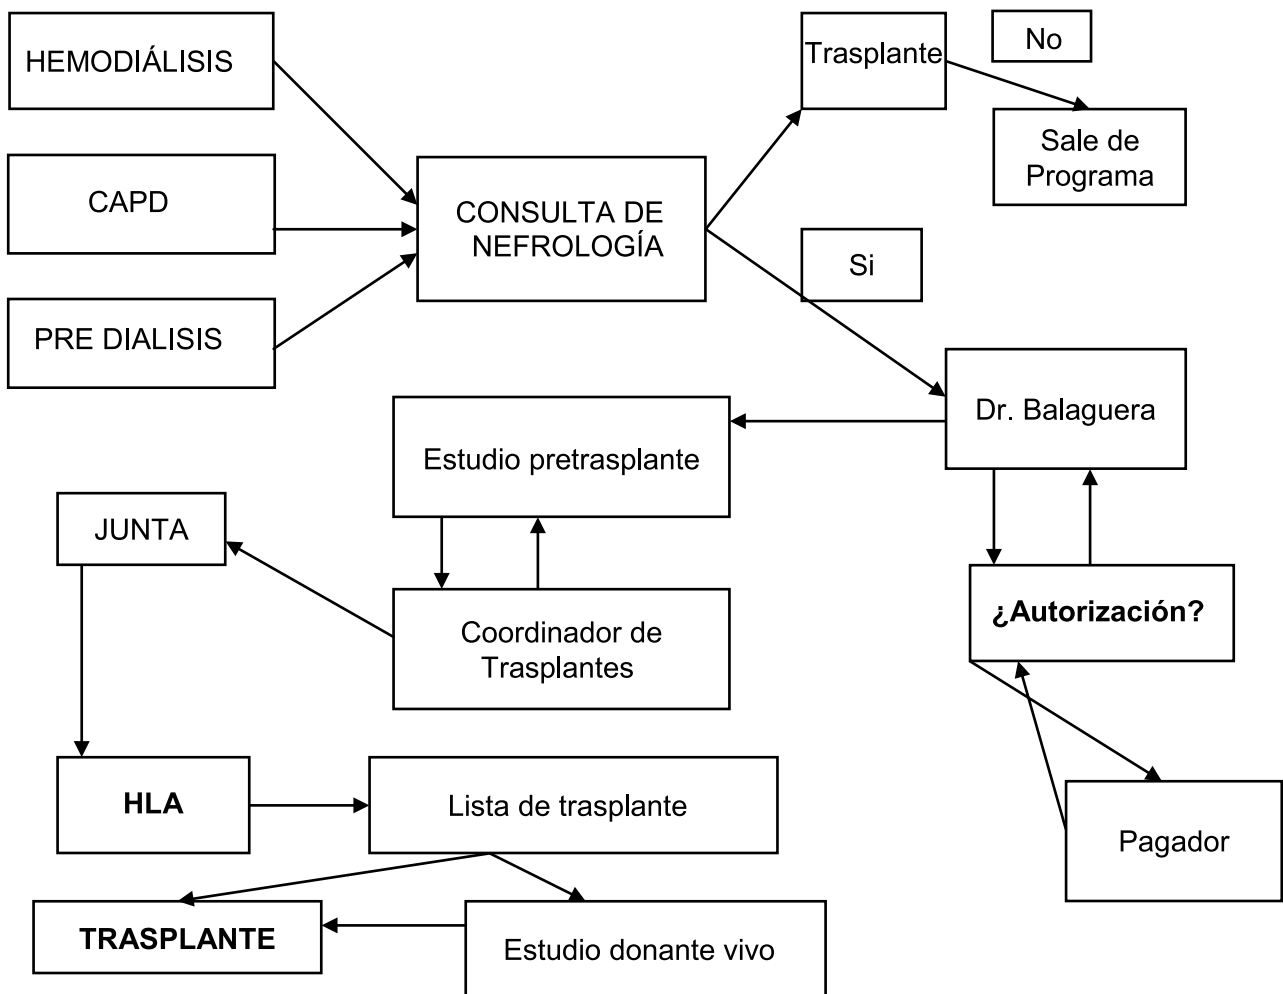 HEMODIÁLISIS
Trasplante
No
Sale de
Programa
CAPD
CONSULTA DE
NEFROLOGÍA
Si
PRE DIALISIS
Dr. Balaguera
Estudio pretrasplante
JUNTA
¿Autorización?
Coordinador de
Trasplantes
HLA
Lista de trasplante
Pagador
TRASPLANTE
Estudio donante vivo